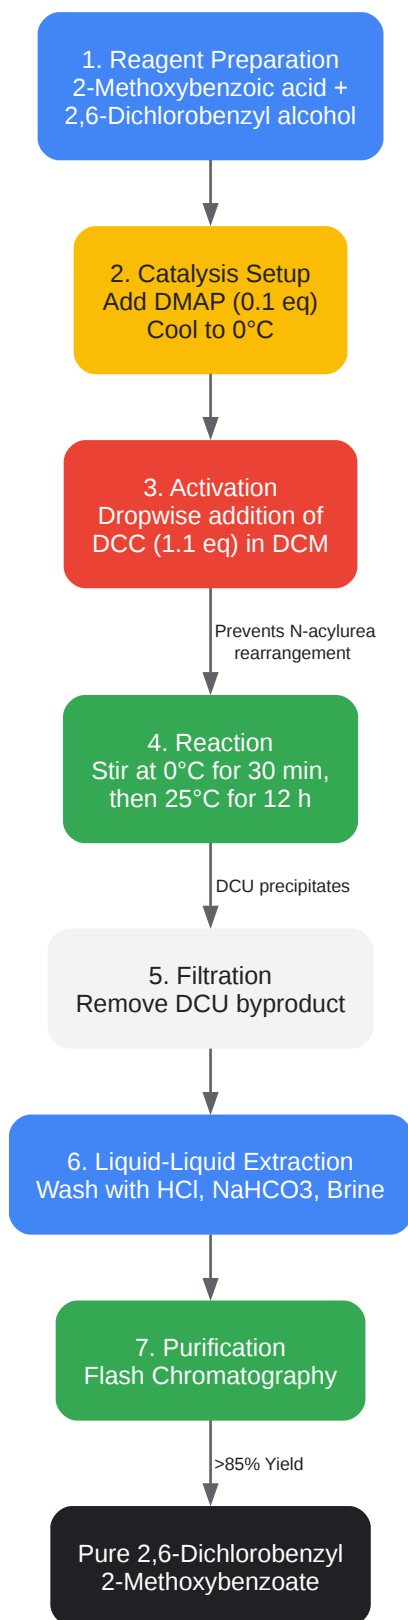 1. Reagent Preparation
2-Methoxybenzoic acid +
2,6-Dichlorobenzyl alcohol
2. Catalysis Setup
Add DMAP (0.1 eq)
Cool to 0°C
3. Activation
Dropwise addition of
DCC (1.1 eq) in DCM
Prevents N-acylurea
rearrangement
4. Reaction
Stir at 0°C for 30 min,
then 25°C for 12 h
DCU precipitates
5. Filtration
Remove DCU byproduct
6. Liquid-Liquid Extraction
Wash with HCl, NaHCO3, Brine
7. Purification
Flash Chromatography
>85% Yield
Pure 2,6-Dichlorobenzyl
2-Methoxybenzoate